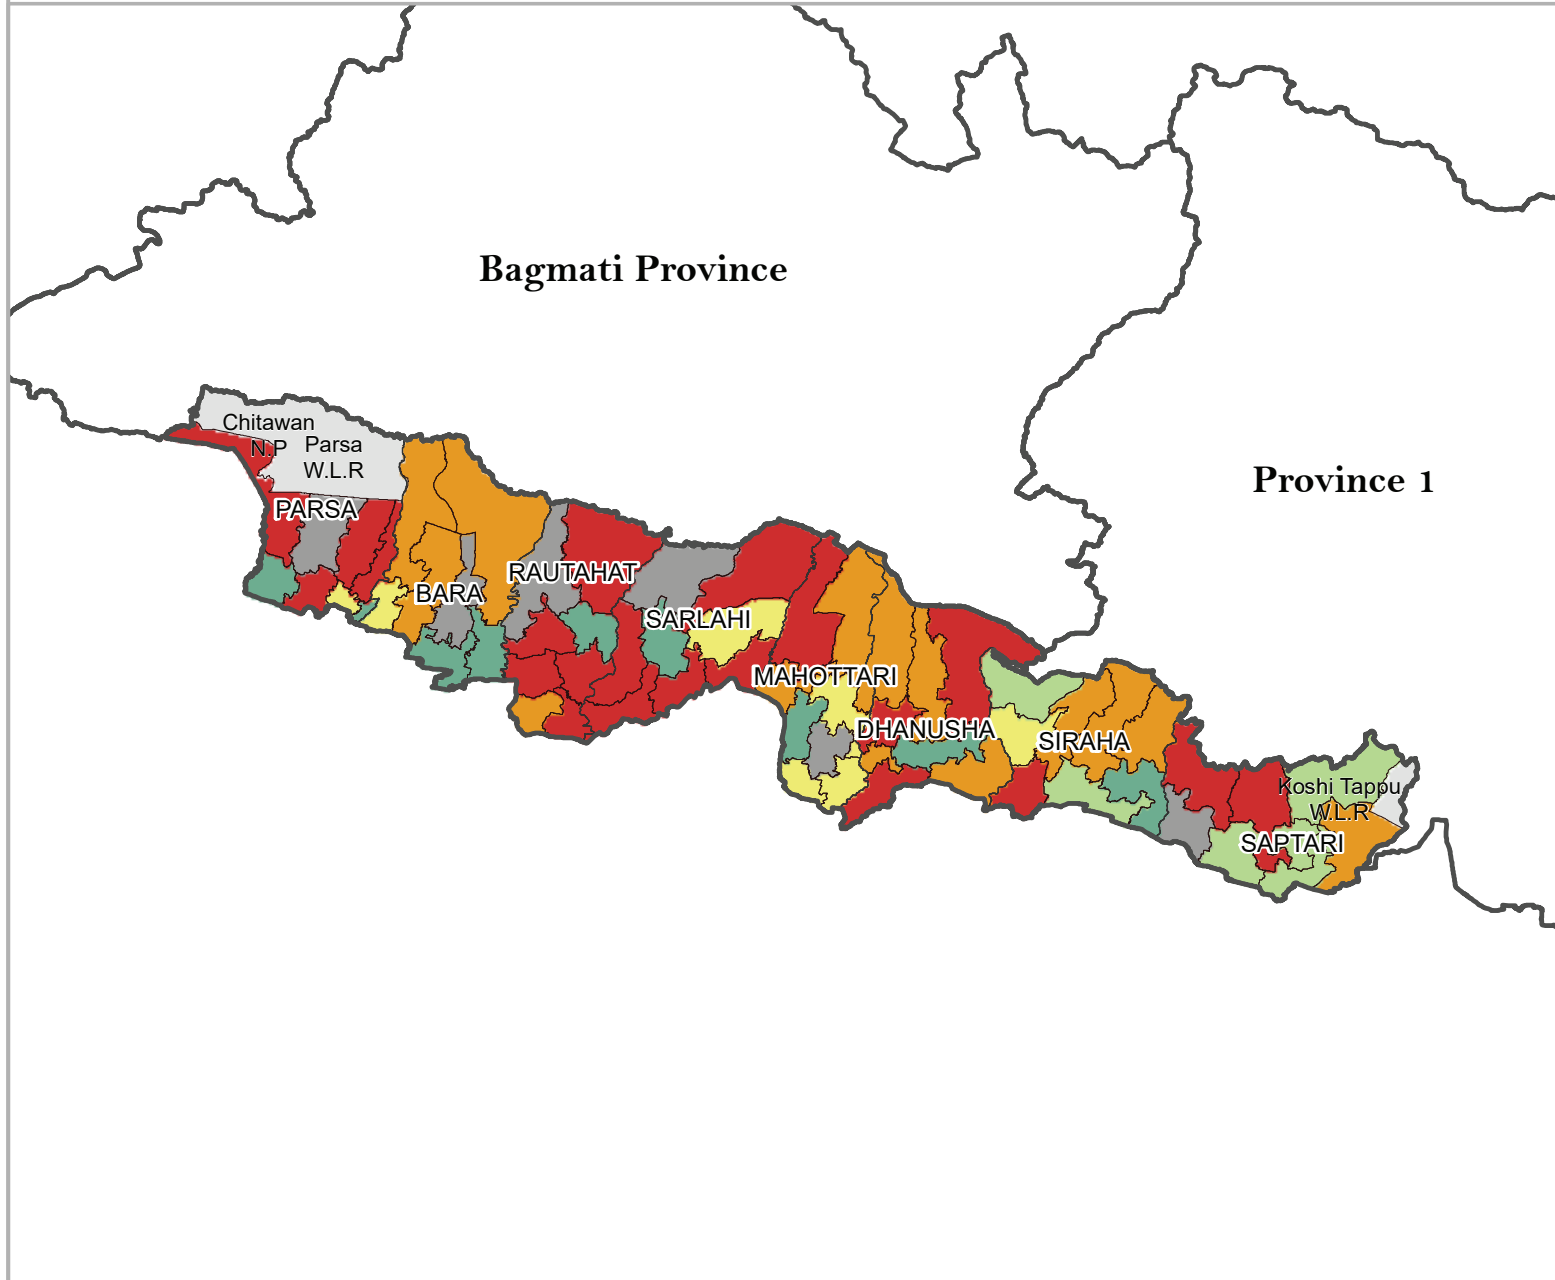 Bagmati Province
Province 1
Chitawan
N.P
Parsa
W.L.R
PARSA
BARA
RAUTAHAT
SARLAHI
MAHOTTARI
DHANUSHA
SIRAHA
Koshi Tappu
W.L.R
SAPTARI